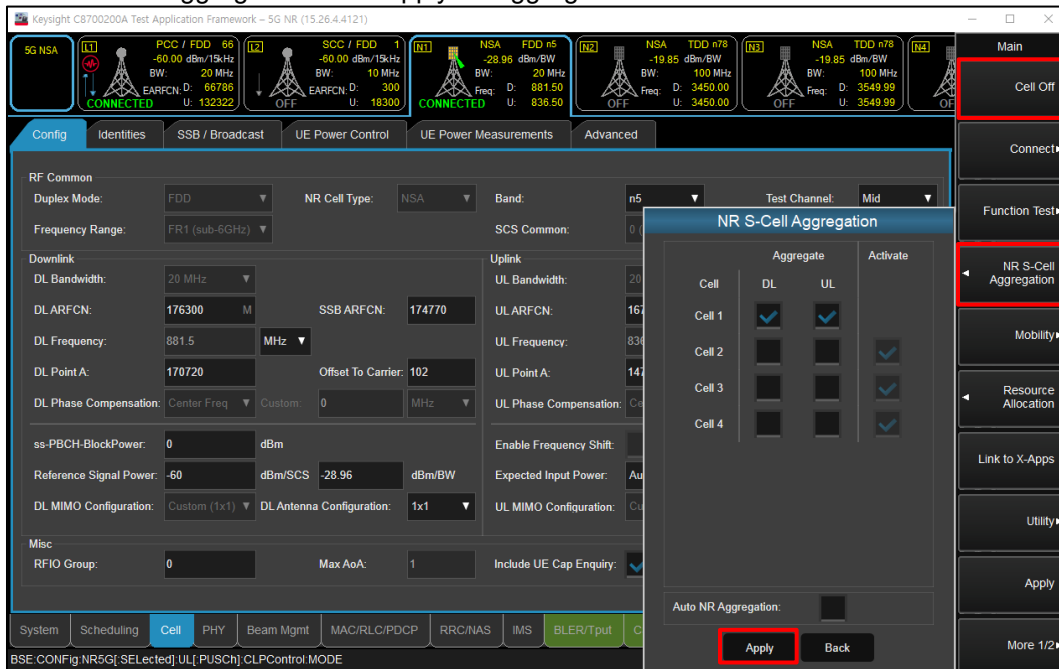 Keysight C8700200A Test Application Framework – 5G NR (15.26.4.4121)
5G NSA
L1 PCC / FDD 66
-60.00 dBm/15kHz
BW: 20 MHz
EARFCN: D: 66786
U: 132322
CONNECTED
L2 SCC / FDD 1
-60.00 dBm/15kHz
BW: 10 MHz
EARFCN: D: 300
U: 18300
OFF
N1 NSA FDD n5
-28.96 dBm/BW
BW: 20 MHz
Freq: D: 881.50
U: 836.50
CONNECTED
N2 NSA TDD n78
-19.85 dBm/BW
BW: 100 MHz
Freq: D: 3450.00
U: 3450.00
OFF
N3 NSA TDD n78
-19.85 dBm/BW
BW: 100 MHz
Freq: D: 3549.99
U: 3549.99
OFF
N4
Config Identities SSB / Broadcast UE Power Control UE Power Measurements Advanced
RF Common
Duplex Mode: FDD NR Cell Type: NSA Band: n5 Test Channel: Mid
Frequency Range: FR1 (sub-6GHz) SCS Common:
Downlink
DL Bandwidth: 20 MHz
DL ARFCN: 176300 M SSB ARFCN: 174770
DL Frequency: 881.5 MHz
DL Point A: 170720 Offset To Carrier: 102
DL Phase Compensation: Center Freq Custom: 0 MHz
ss-PBCH-BlockPower: 0 dBm
Reference Signal Power: -60 dBm/SCS -28.96 dBm/BW
DL MIMO Configuration: Custom (1x1) DL Antenna Configuration: 1x1
Uplink
UL Bandwidth:
UL ARFCN:
UL Frequency:
UL Point A:
UL Phase Compensation:
Enable Frequency Shift:
Expected Input Power:
UL MIMO Configuration:
Misc
RFIO Group: 0 Max AoA: 1 Include UE Cap Enquiry:
NR S-Cell Aggregation
Aggregate Activate
Cell DL UL
Cell 1
Cell 2
Cell 3
Cell 4
Auto NR Aggregation:
Apply Back
System Scheduling Cell PHY Beam Mgmt MAC/RLC/PDCP RRC/NAS IMS BLER/Tput
BSE:CONFig:NR5G[:SELected]:UL[:PUSCh]:CLPControl:MODE
Main
Cell Off
Connect
Function Test
NR S-Cell
Aggregation
Mobility
Resource
Allocation
Link to X-Apps
Utility
Apply
More 1/2